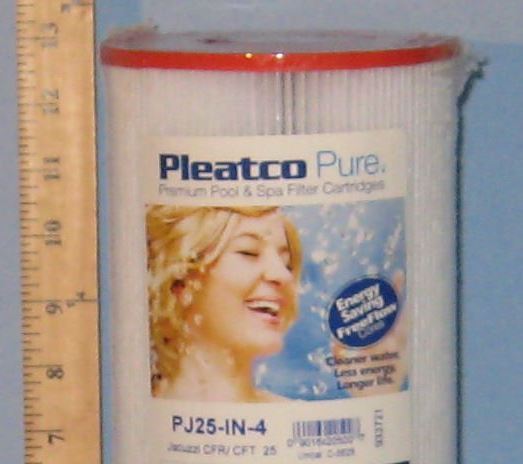 13
12
11
10
9
8
7
Pleatco Pure.
Premium Pool & Spa Filter Cartridges
Energy
Saving
FreeFlow
Cores
Cleaner water.
Less energy.
Longer life.
PJ25-IN-4
Jacuzzi CFR/ CFT 25
933721